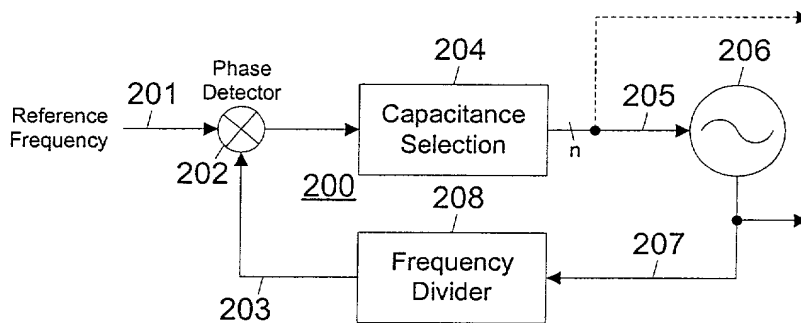 204
206
Phase
Detector
201
Capacitance
Selection
205
Reference
Frequency
202
n
200
208
207
Frequency
Divider
203